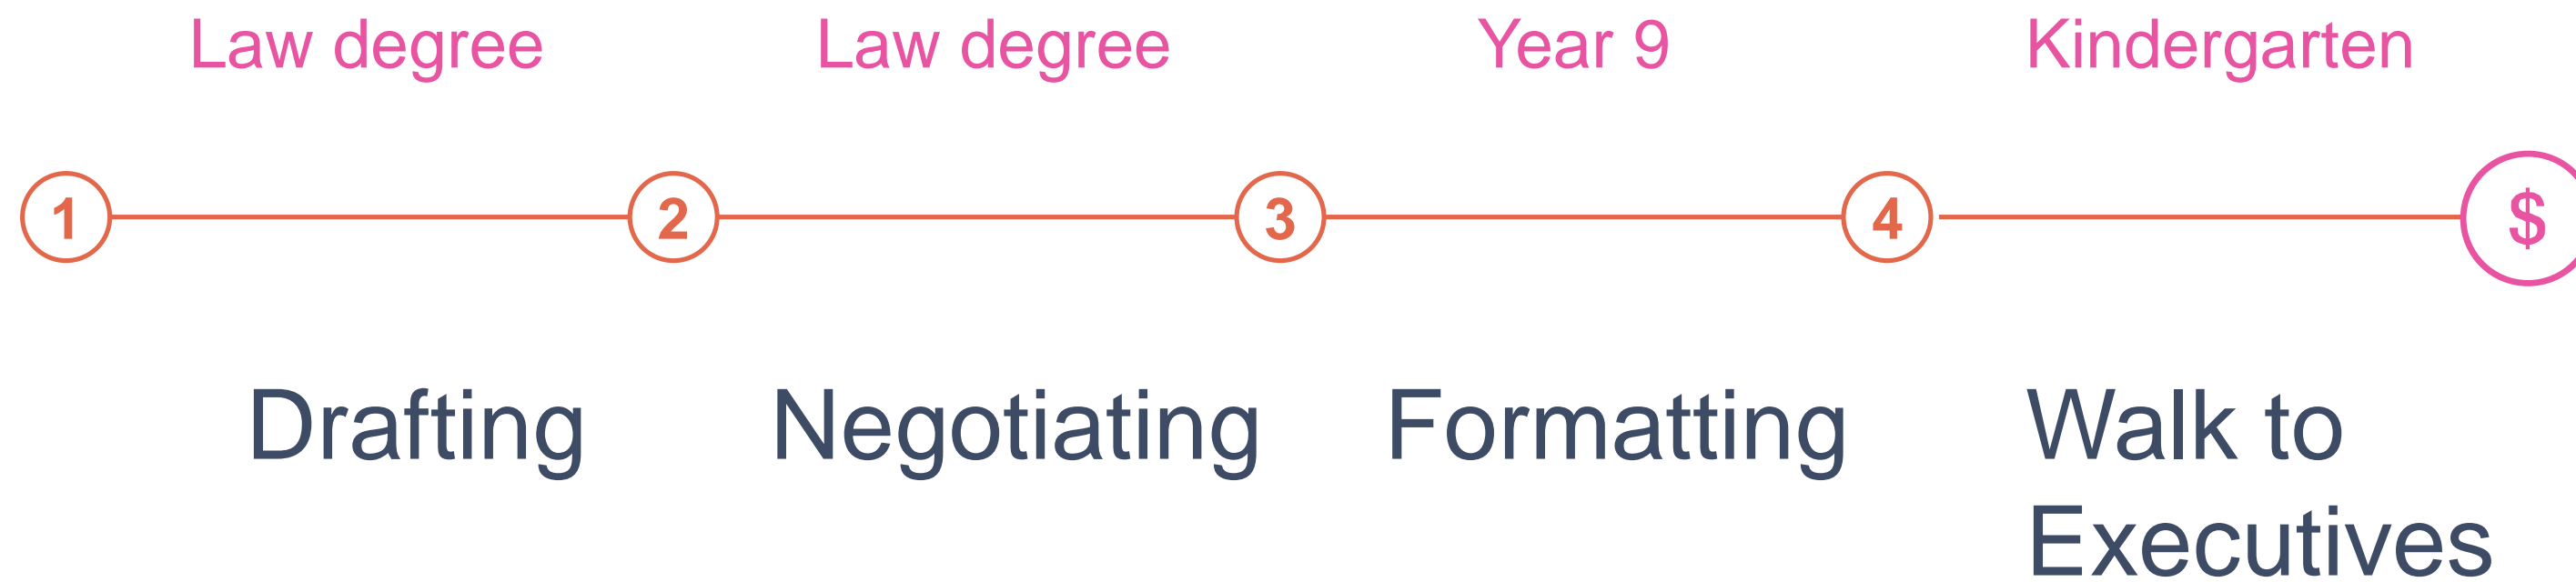 Law degree Law degree Year 9 Kindergarten
1 2 3 4 $
Drafting Negotiating Formatting Walk to
Executives